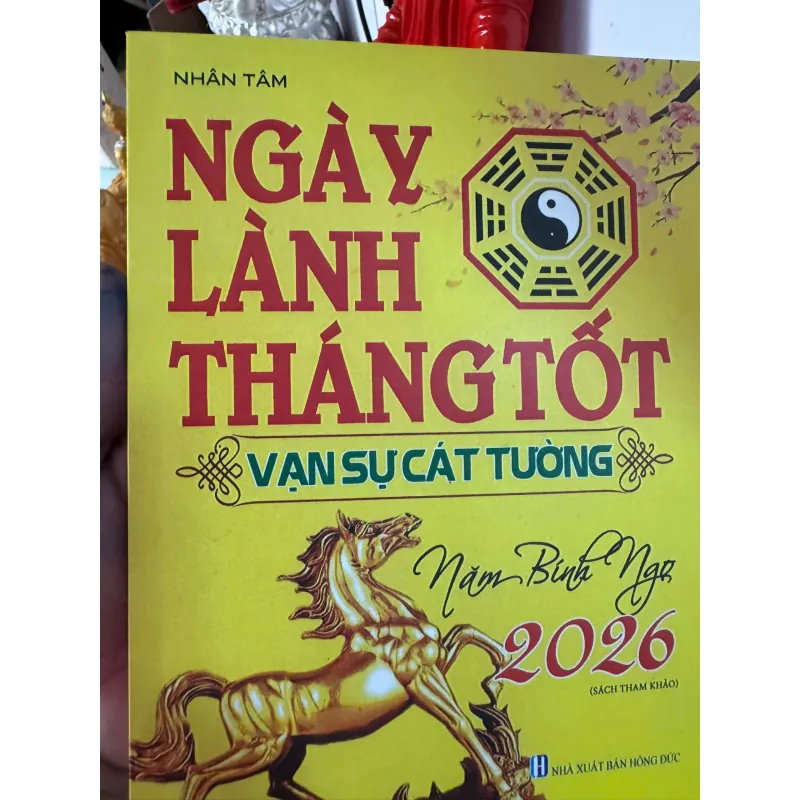 NHÂN TÂM
NGÀY
LÀNH
THÁNG TỐT
VẠN SỰ CÁT TƯỜNG
Năm Bính Ngọ
2026
(SÁCH THAM KHẢO)
NHÀ XUẤT BẢN HỒNG ĐỨC